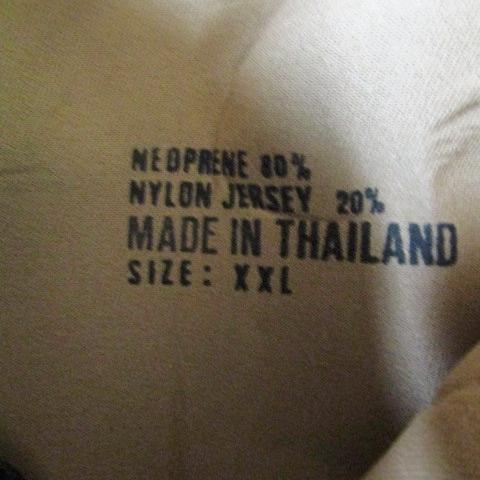 NEOPRENE 80%
NYLON JERSEY 20%
MADE IN THAILAND
SIZE: XXL